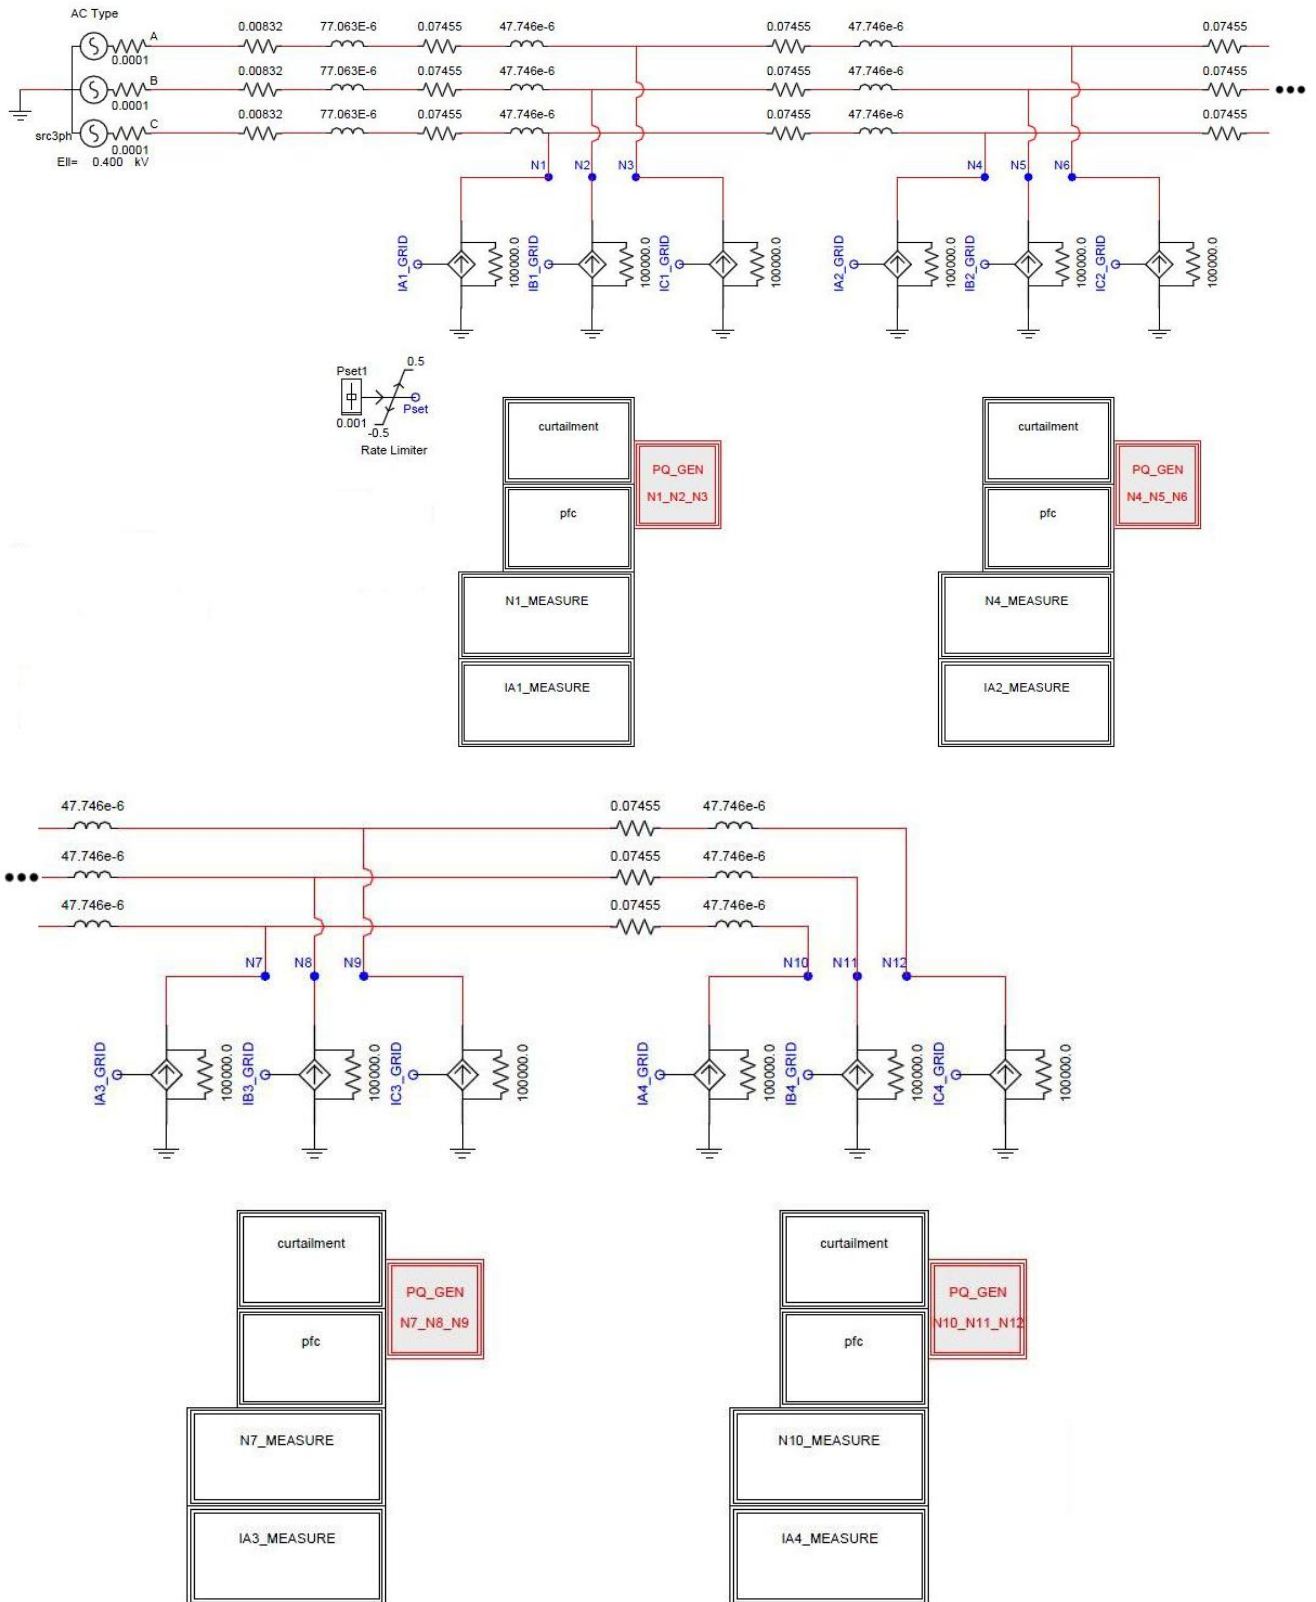 AC Type
0.00832 77.063E-6 0.07455 47.746e-6 0.07455 47.746e-6 0.07455
A
0.0001
0.00832 77.063E-6 0.07455 47.746e-6 0.07455 47.746e-6 0.07455
B
0.0001
0.00832 77.063E-6 0.07455 47.746e-6 0.07455 47.746e-6 0.07455
C
src3ph
0.0001
Ell= 0.400 kV
N1 N2 N3 N4 N5 N6
IA1_GRID 100000.0 IB1_GRID 100000.0 IC1_GRID 100000.0 IA2_GRID 100000.0 IB2_GRID 100000.0 IC2_GRID 100000.0
Pset1
0.5
Pset
0.001
-0.5
Rate Limiter
curtailment
PQ_GEN
N1_N2_N3
pfc
N1_MEASURE
IA1_MEASURE
curtailment
PQ_GEN
N4_N5_N6
pfc
N4_MEASURE
IA2_MEASURE
47.746e-6 0.07455 47.746e-6
47.746e-6 0.07455 47.746e-6
47.746e-6 0.07455 47.746e-6
N7 N8 N9 N10 N11 N12
IA3_GRID 1000000.0 IB3_GRID 1000000.0 IC3_GRID 1000000.0 IA4_GRID 1000000.0 IB4_GRID 1000000.0 IC4_GRID 1000000.0
curtailment
PQ_GEN
N7_N8_N9
pfc
N7_MEASURE
IA3_MEASURE
curtailment
PQ_GEN
N10_N11_N12
pfc
N10_MEASURE
IA4_MEASURE